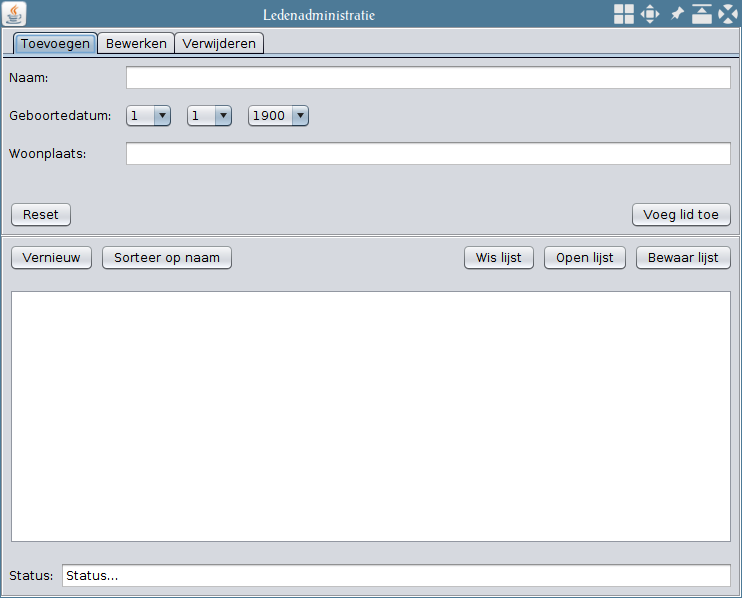 Ledenadministratie
Toevoegen Bewerken Verwijderen
Naam:
Geboortedatum: 1 1 1900
Woonplaats:
Reset Voeg lid toe
Vernieuw Sorteer op naam Wis lijst Open lijst Bewaar lijst
Status: Status...